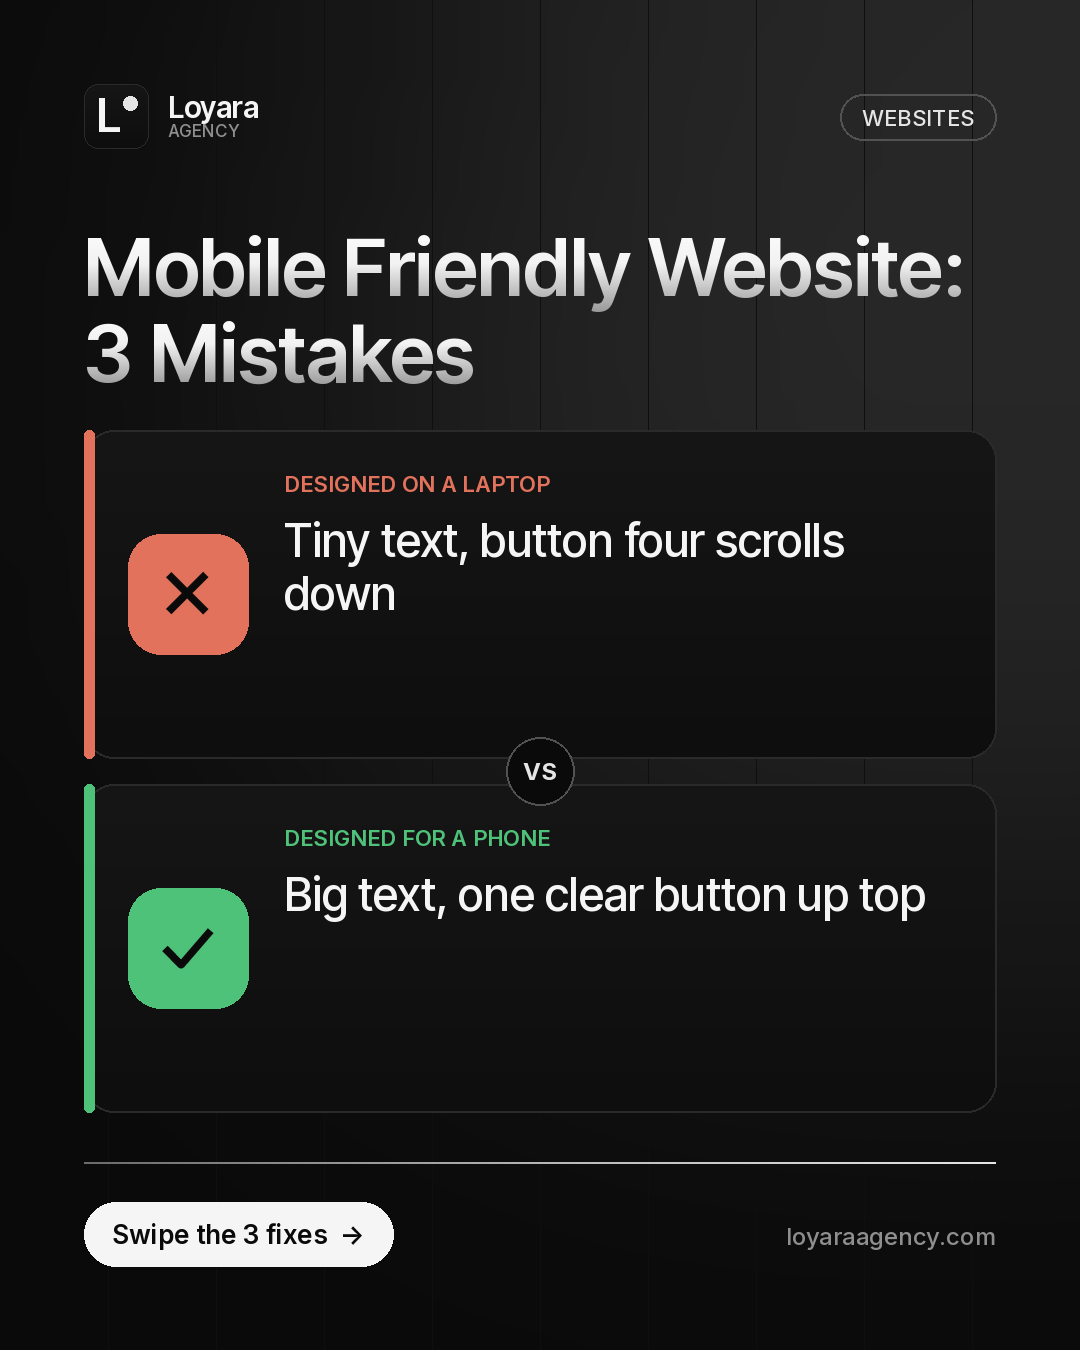 Loyara
AGENCY
WEBSITES
Mobile Friendly Website:
3 Mistakes
DESIGNED ON A LAPTOP
Tiny text, button four scrolls
down
VS
DESIGNED FOR A PHONE
Big text, one clear button up top
Swipe the 3 fixes →
loyaraagency.com